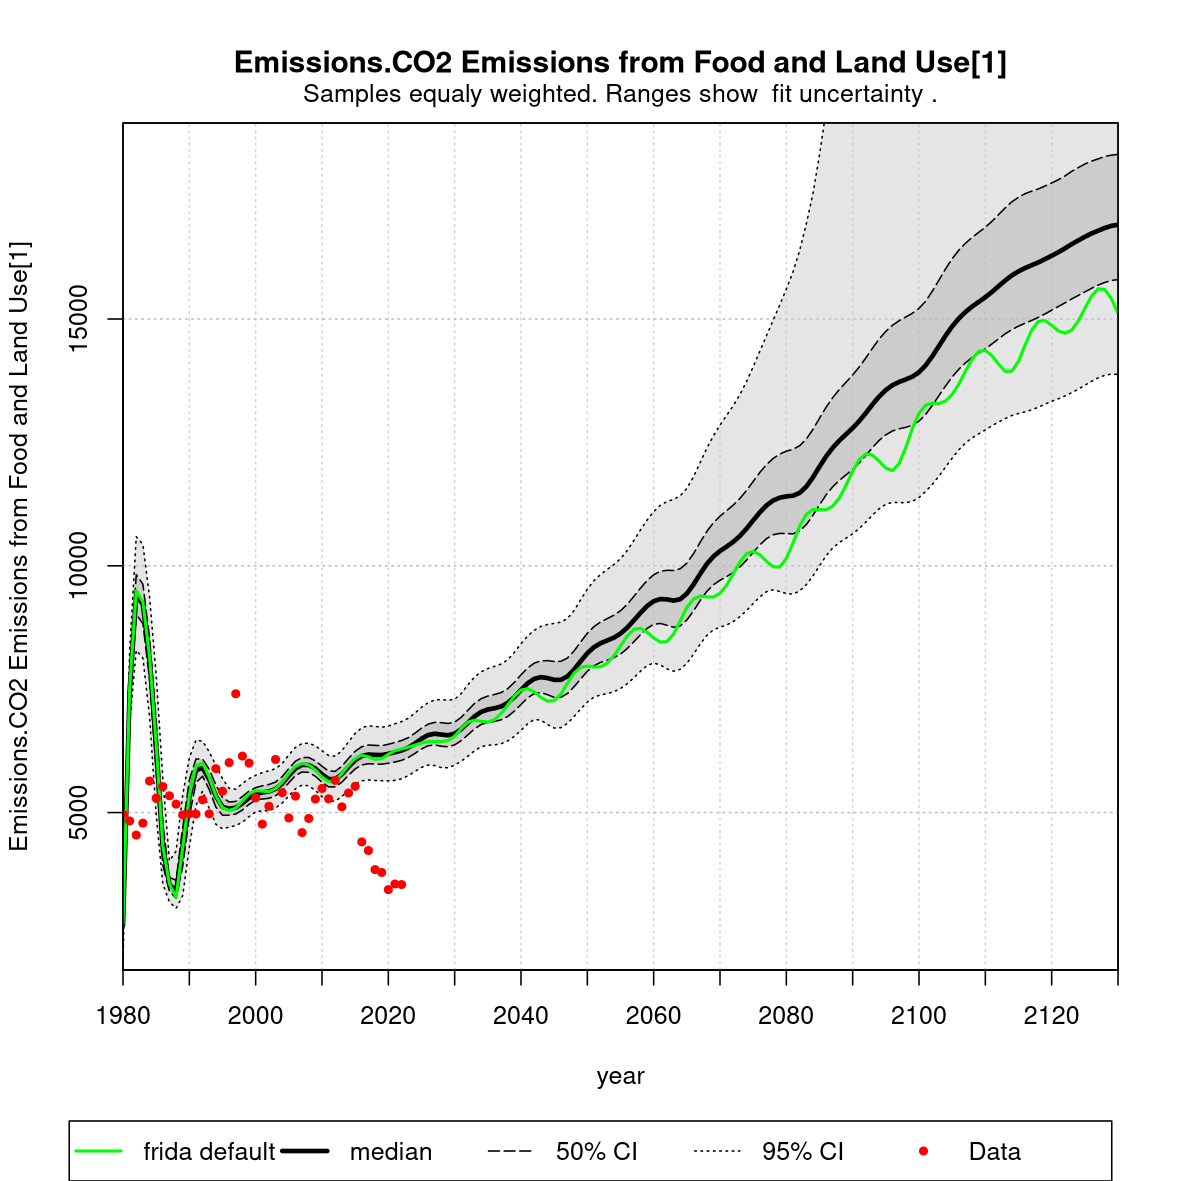 Emissions.CO2 Emissions from Food and Land Use[1]
Samples equaly weighted. Ranges show  fit uncertainty .
Emissions.CO2 Emissions from Food and Land Use[1]
15000
10000
5000
1980 2000 2020 2040 2060 2080 2100 2120
year
frida default median 50% CI 95% CI Data